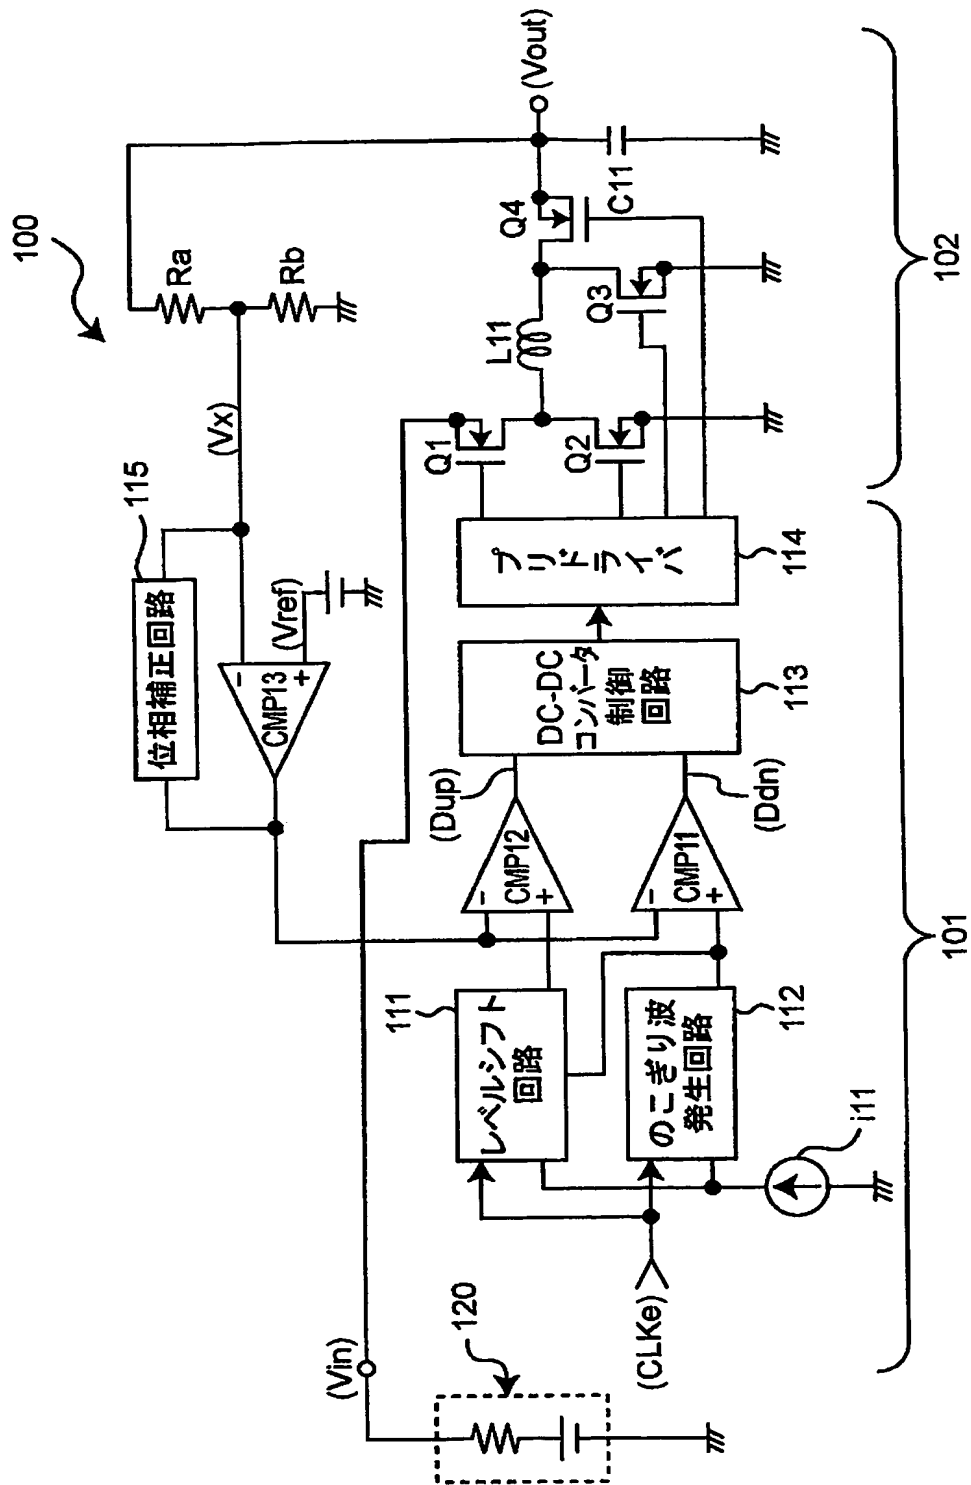 100
115
位相補正回路
(Vx)
Ra
Rb
CMP13
-
+
(Vref)
(Vin)
120
(CLKe)
111
レベルシフト
回路
のこぎり波
発生回路
112
i11
CMP12
-
+
CMP11
-
+
(Dup)
(Ddn)
DC-DC
コンバータ
制御
回路
113
プリドライバ
114
Q1
Q2
L11
Q3
Q4
C11
(Vout)
101
102